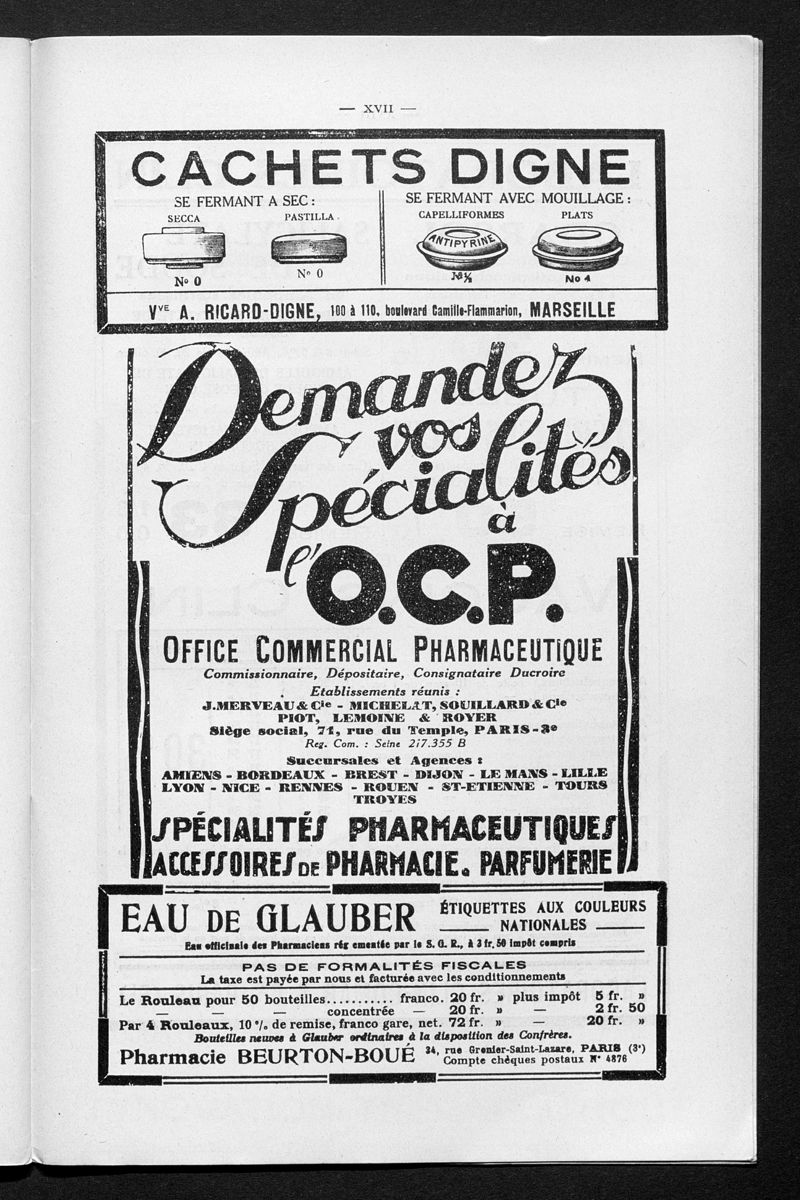 — XVII —
CACHETS DIGNE
SE FERMANT A SEC :
SECCA
PASTILLA.
Nº 0
Nº 0
SE FERMANT AVEC MOUILLAGE :
CAPELLIFORMES
PLATS
ANTIPYRINE
No 4
Vᵛᴱ A. RICARD-DIGNE, 100 à 110, boulevard Camille-Flammarion, MARSEILLE
Demandez
vos
Spécialités
à
l'O.C.P.
OFFICE COMMERCIAL PHARMACEUTIQUE
Commissionnaire, Dépositaire, Consignataire Ducroire
Etablissements réunis :
J.MERVEAU & Cie - MICHELAT, SOUILLARD & Cie
PIOT, LEMOINE & ROYER
Siège social, 71, rue du Temple, PARIS-3e
Reg. Com. : Seine 217.355 B
Succursales et Agences :
AMIENS - BORDEAUX - BREST - DIJON - LE MANS - LILLE
LYON - NICE - RENNES - ROUEN - ST-ETIENNE - TOURS
TROYES
SPÉCIALITÉS PHARMACEUTIQUES
ACCESSOIRES DE PHARMACIE. PARFUMERIE
EAU DE GLAUBER
ÉTIQUETTES AUX COULEURS
NATIONALES
Eau officinale des Pharmaciens rég ementée par le S. G. R., à 3 fr. 50 impôt compris
PAS DE FORMALITÉS FISCALES
La taxe est payée par nous et facturée avec les conditionnements
Le Rouleau pour 50 bouteilles........... franco. 20 fr. » plus impôt 5 fr. »
— — — concentrée — 20 fr. » — 2 fr. 50
Par 4 Rouleaux, 10 % de remise, franco gare, net. 72 fr. » — 20 fr. »
Bouteilles neuves à Glauber ordinaires à la disposition des Confrères.
Pharmacie BEURTON-BOUÉ 34, rue Grenier-Saint-Lazare, PARIS (3e)
Compte chèques postaux Nº 4876